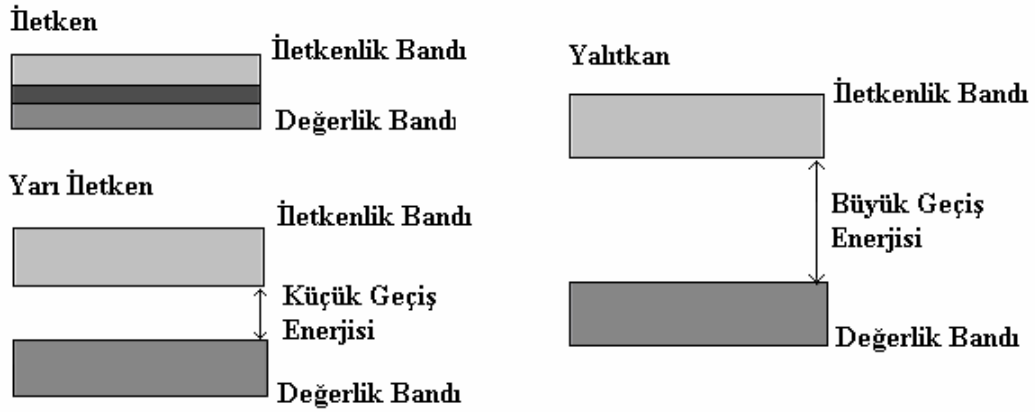 İletken
İletkenlik Bandı
Değerlik Bandı
Yarı İletken
İletkenlik Bandı
Küçük Geçiş
Enerjisi
Değerlik Bandı
Yalıtkan
İletkenlik Bandı
Büyük Geçiş
Enerjisi
Değerlik Bandı